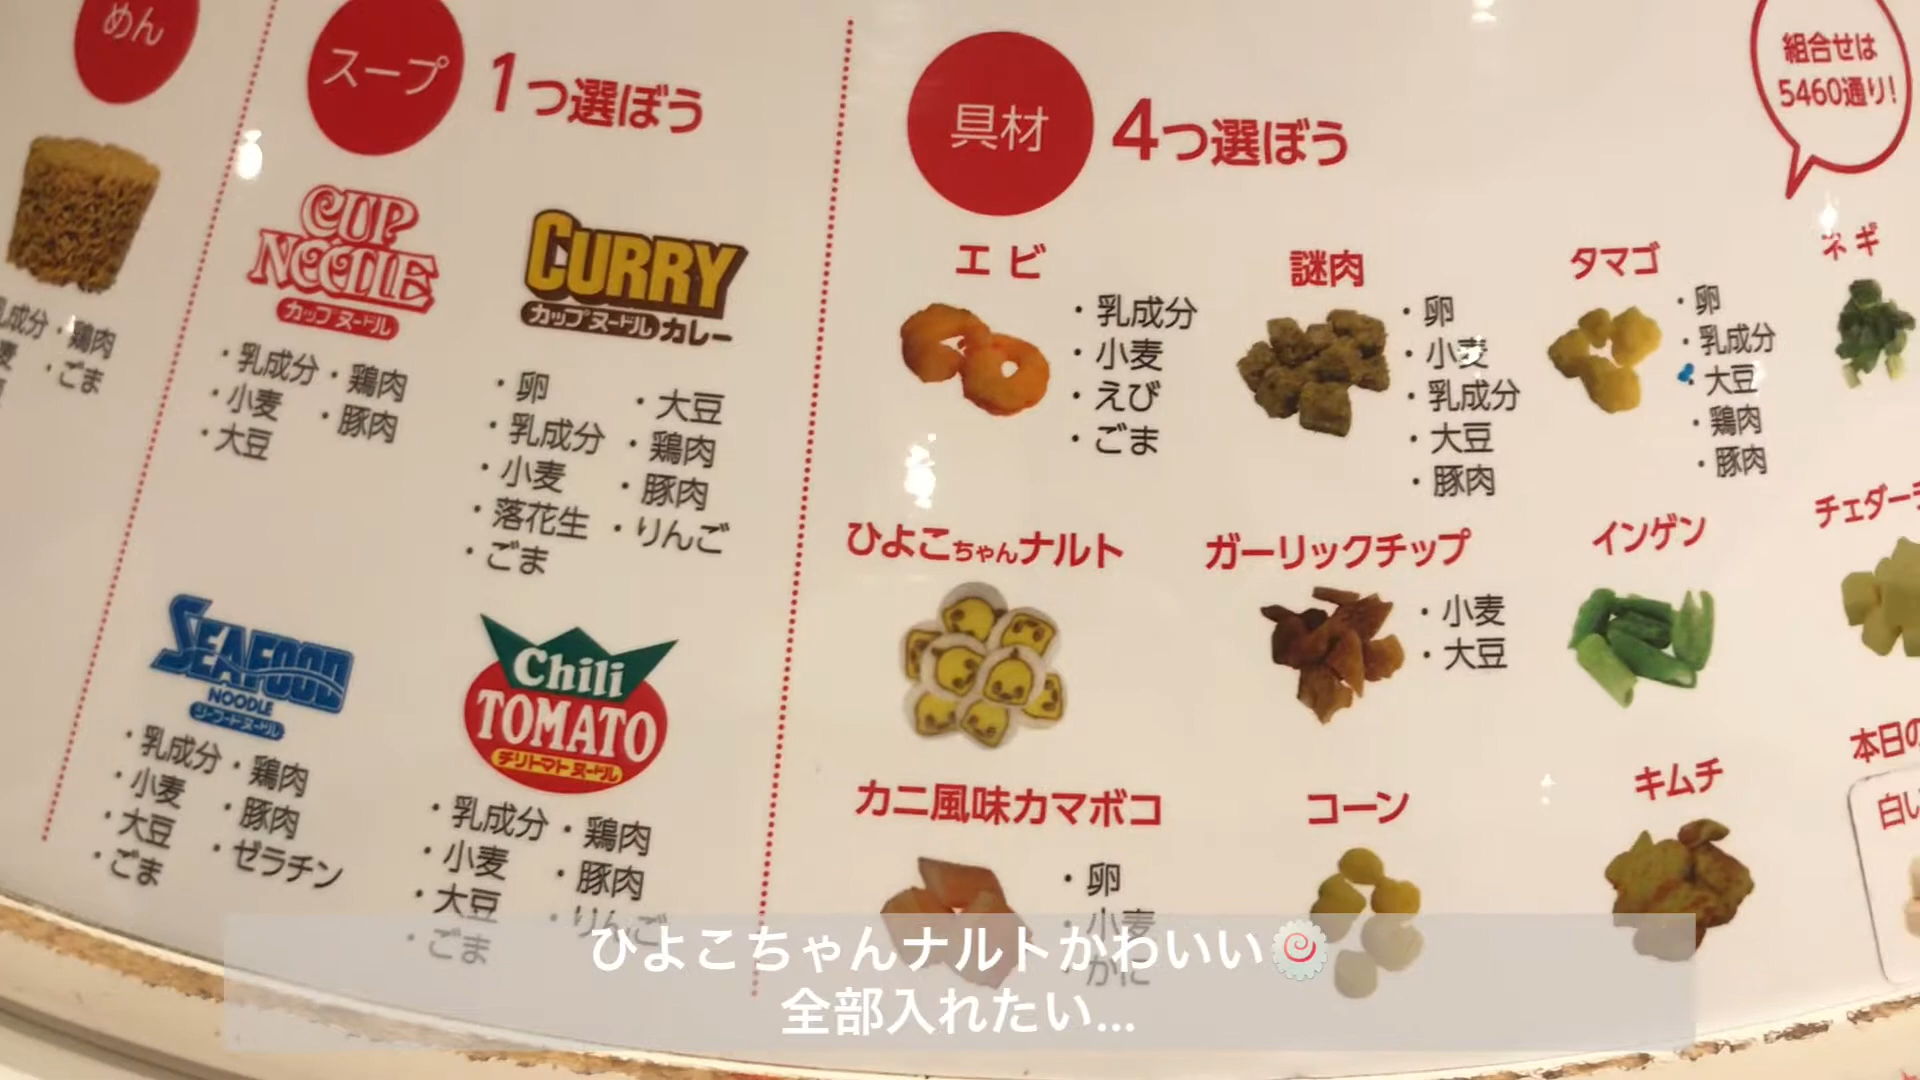 めん
乳成分・鶏肉
・ごま
スープ
1つ選ぼう
CUP
NOODLE
カップヌードル
・乳成分・鶏肉
・小麦 ・豚肉
・大豆
CURRY
カップヌードルカレー
・卵 ・大豆
・乳成分 ・鶏肉
・小麦 ・豚肉
・落花生 ・りんご
・ごま
SEAFOOD
NOODLE
シーフードヌードル
・乳成分・鶏肉
・小麦 ・豚肉
・大豆 ・ゼラチン
・ごま
Chili
TOMATO
チリトマトヌードル
・乳成分・鶏肉
・小麦 ・豚肉
・大豆 ・りんご
・ごま
具材
4つ選ぼう
組合せは
5460通り!
エビ
・乳成分
・小麦
・えび
・ごま
謎肉
・卵
・小麦
・乳成分
・大豆
・豚肉
タマゴ
・卵
・乳成分
・大豆
・鶏肉
・豚肉
ネギ
ひよこちゃんナルト
ガーリックチップ
・小麦
・大豆
インゲン
チェダー
カニ風味カマボコ
・卵
・小麦
・かに
コーン
キムチ
本日の
白い
ひよこちゃんナルトかわいい🍥
全部入れたい...